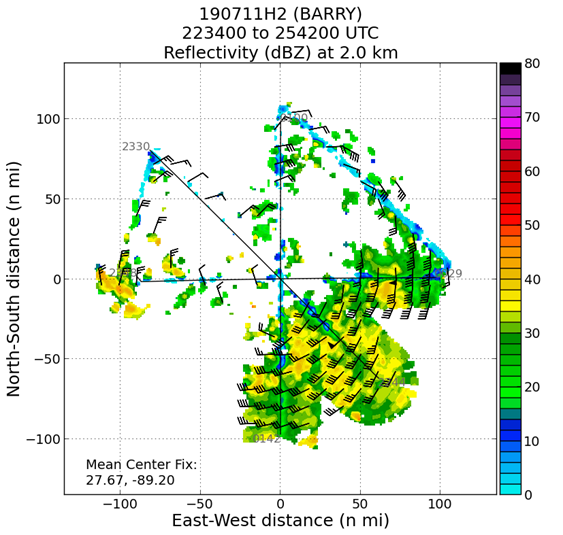 190711H2 (BARRY)
223400 to 254200 UTC
Reflectivity (dBZ) at 2.0 km
North-South distance (n mi)
100
50
0
−50
−100
2330
0142
Mean Center Fix:
27.67, -89.20
−100 −50 0 50 100
East-West distance (n mi)
80
70
60
50
40
30
20
10
0